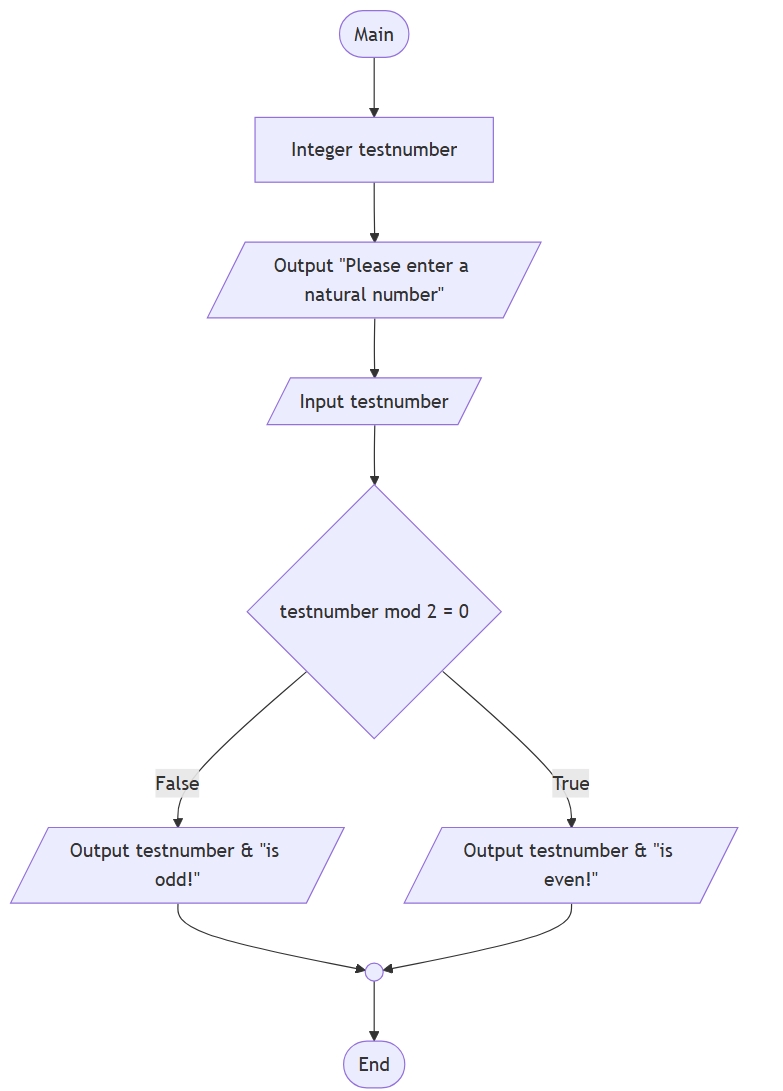 Main
Integer testnumber
Output "Please enter a
natural number"
Input testnumber
testnumber mod 2 = 0
False
True
Output testnumber & "is
odd!"
Output testnumber & "is
even!"
End